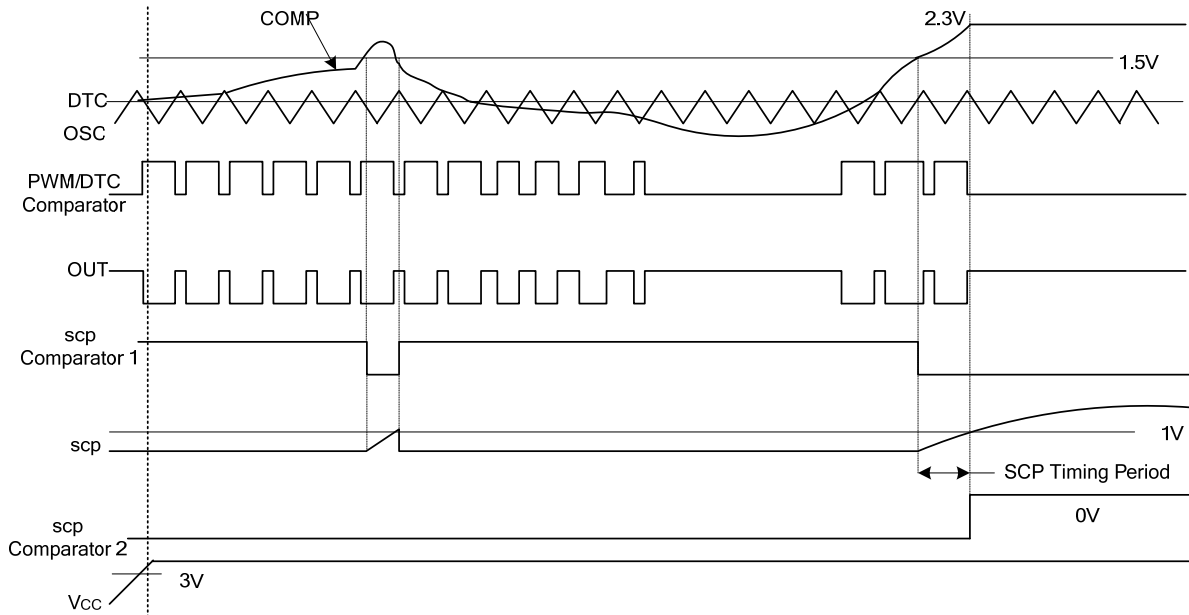 COMP
2.3V
1.5V
DTC
OSC
PWM/DTC
Comparator
OUT
scp
Comparator 1
scp
1V
SCP Timing Period
scp
Comparator 2
0V
3V
Vcc